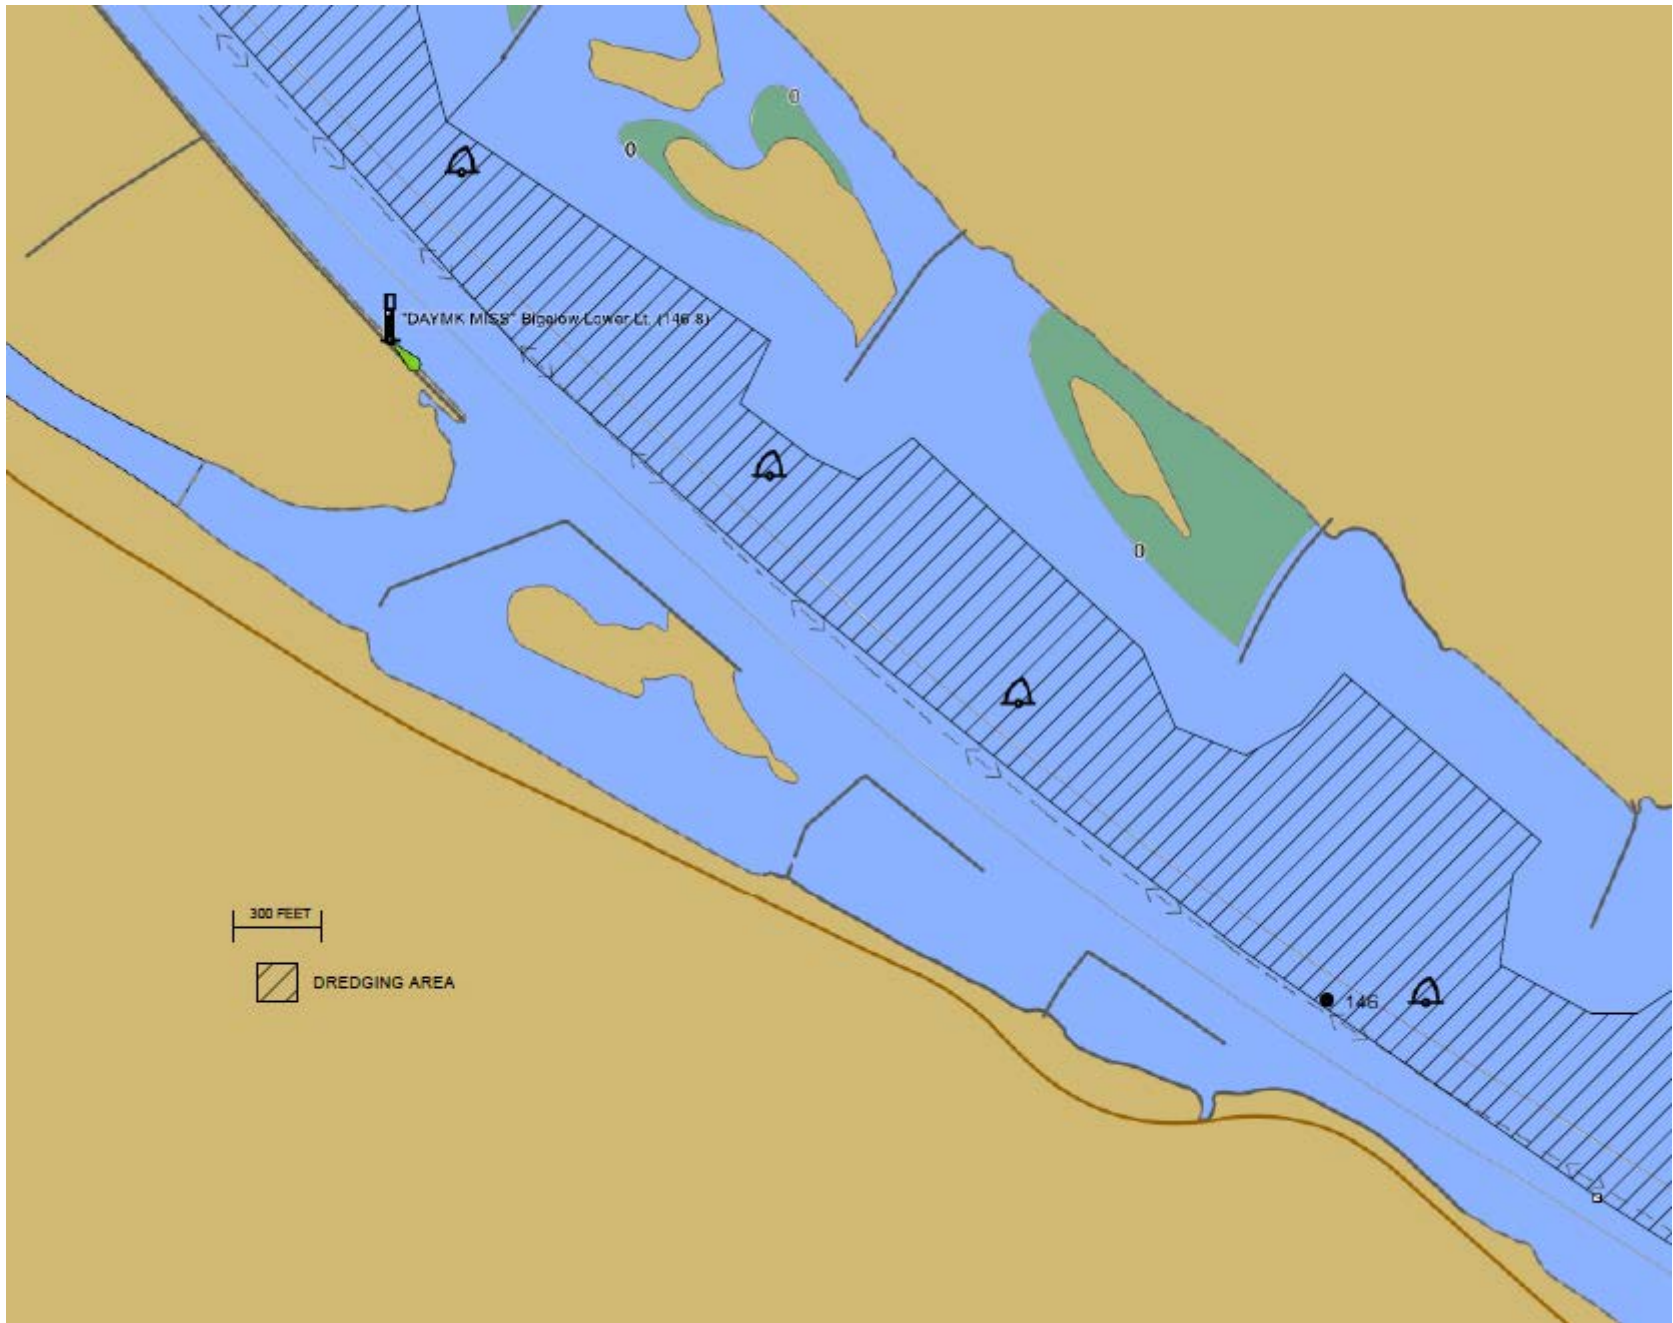 0
0
"DAYMK MISS" Bigelow Lower Lt. (146.8)
0
300 FEET
DREDGING AREA
146